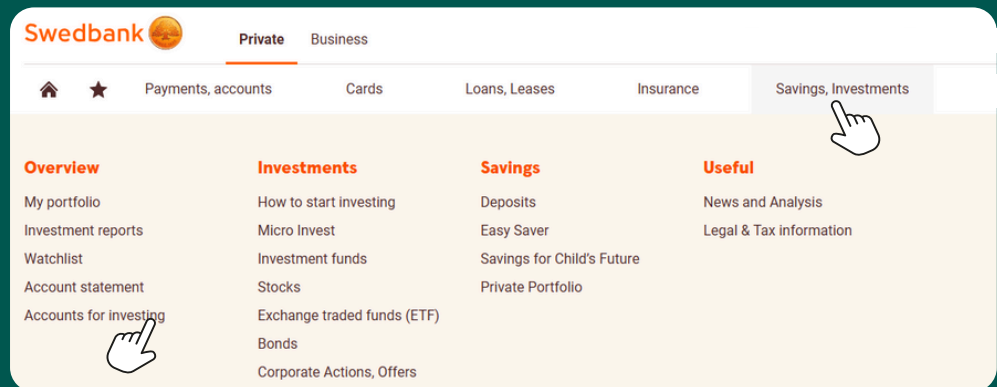 Swedbank
Private Business
Payments, accounts Cards Loans, Leases Insurance Savings, Investments
Overview
My portfolio
Investment reports
Watchlist
Account statement
Accounts for investing
Investments
How to start investing
Micro Invest
Investment funds
Stocks
Exchange traded funds (ETF)
Bonds
Corporate Actions, Offers
Savings
Deposits
Easy Saver
Savings for Child's Future
Private Portfolio
Useful
News and Analysis
Legal & Tax information